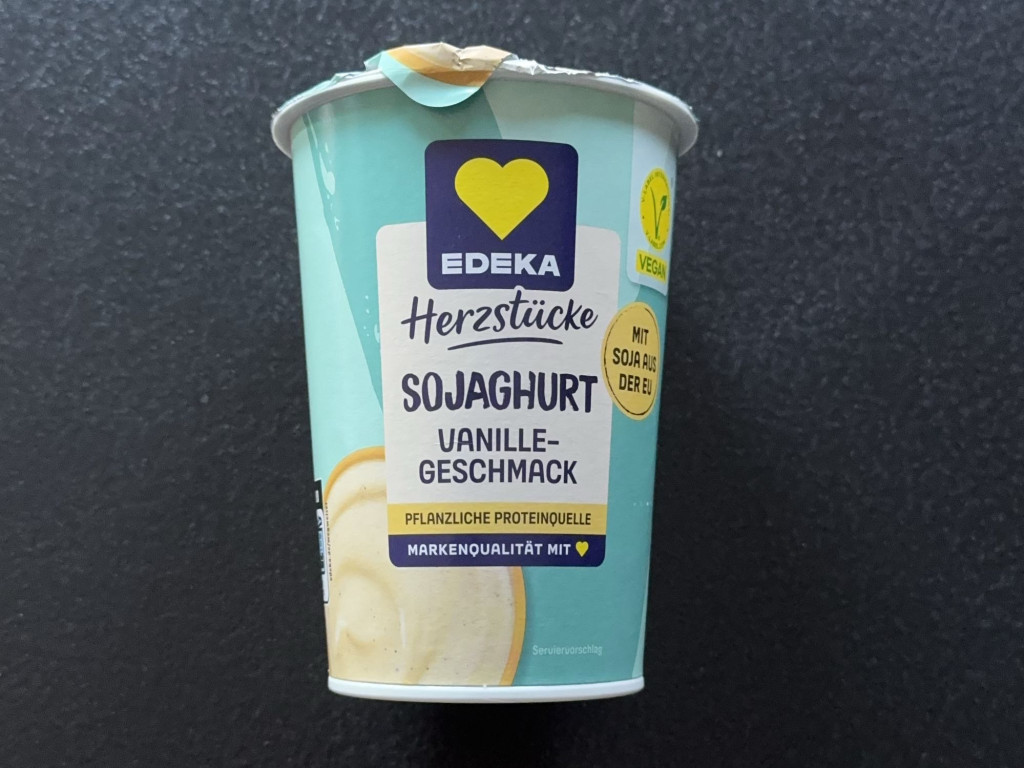 EDEKA
Herzstücke
SOJAGHURT
VANILLE-
GESCHMACK
PFLANZLICHE PROTEINQUELLE
MARKENQUALITÄT MIT
VEGAN
MIT
SOJA AUS
DER EU
Serviervorschlag